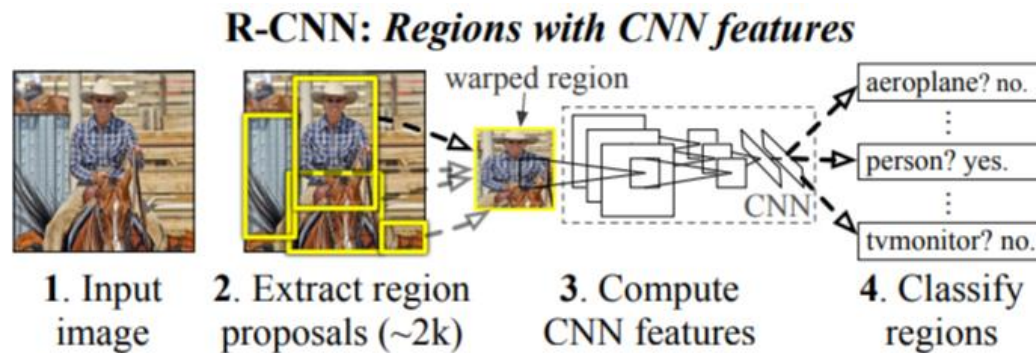 R-CNN: Regions with CNN features
warped region
aeroplane? no.
⋮
person? yes.
⋮
tvmonitor? no.
CNN
1. Input
image
2. Extract region
proposals (~2k)
3. Compute
CNN features
4. Classify
regions